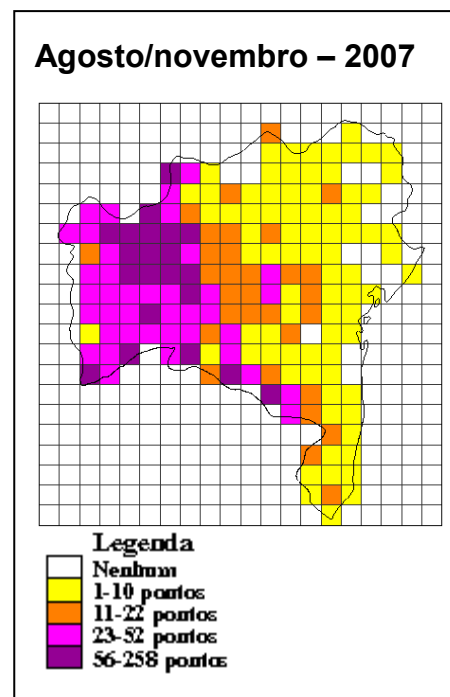 Agosto/novembro – 2007
Legenda
Nenhum
1-10 pontos
11-22 pontos
23-52 pontos
56-258 pontos